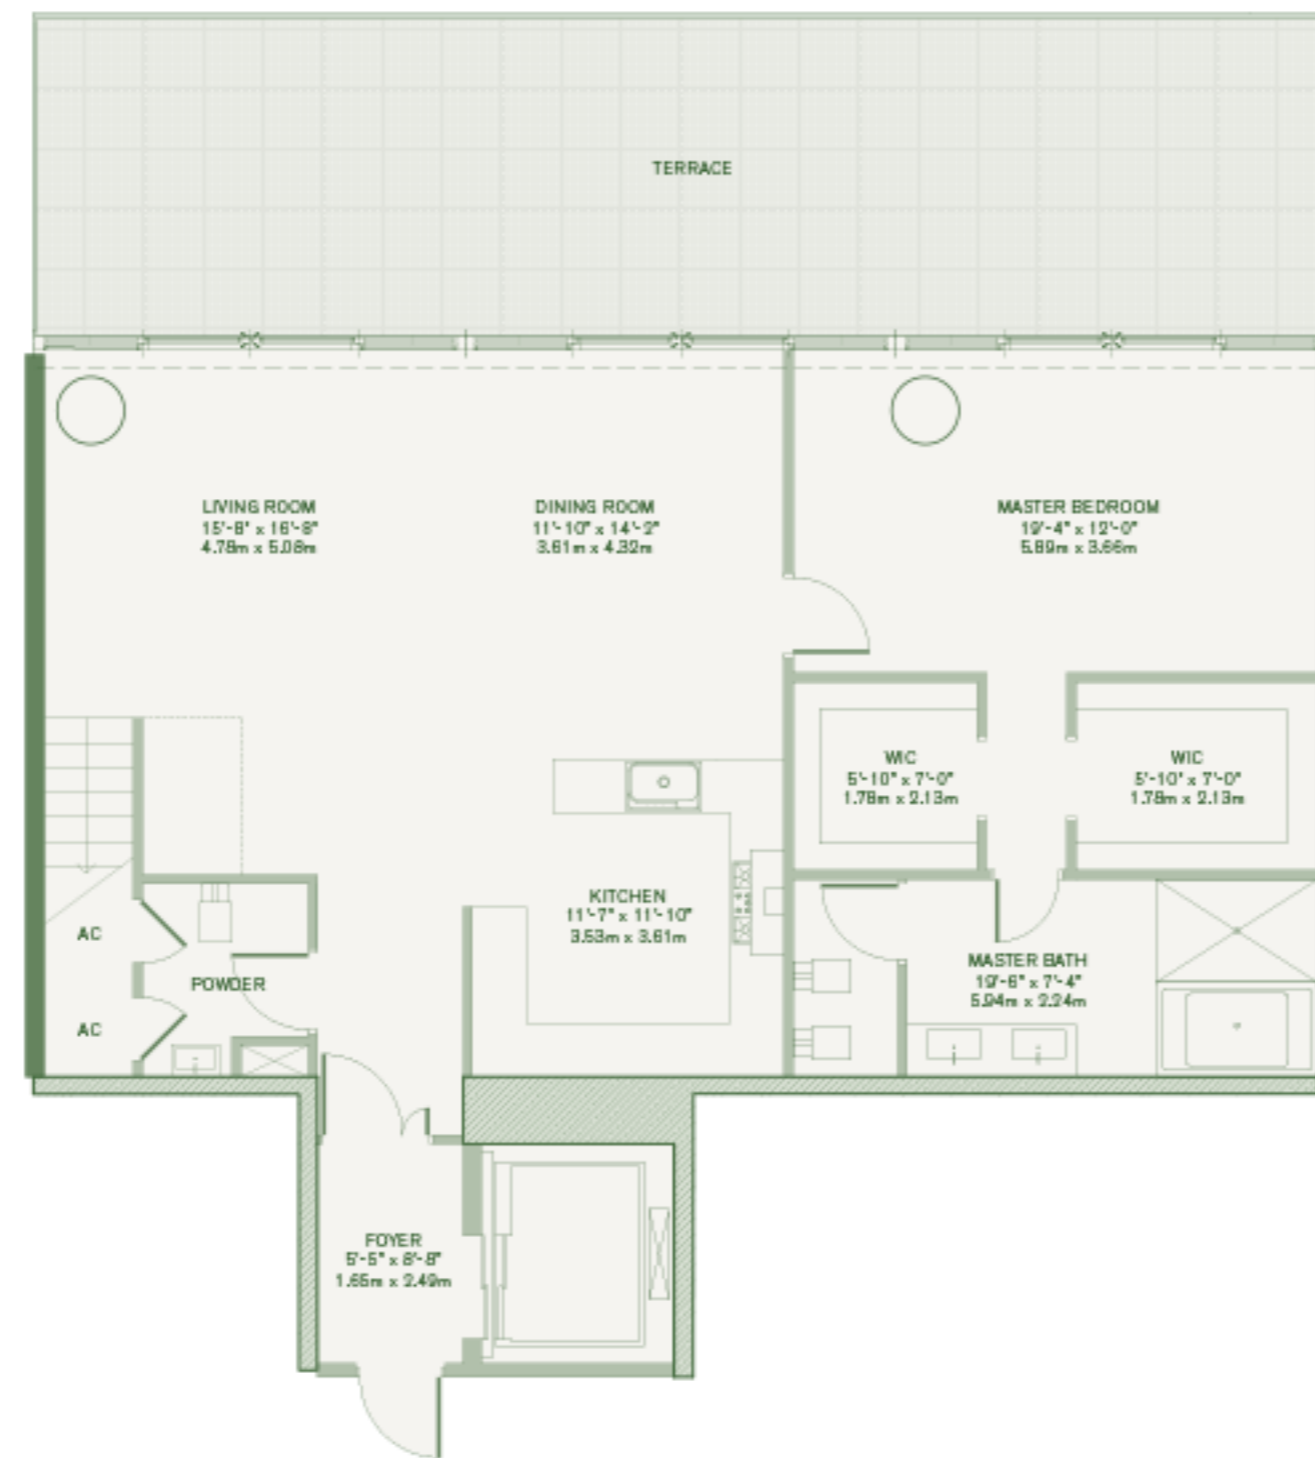 TERRACE
LIVING ROOM
15'-8" x 16'-8"
4.78m x 5.08m
DINING ROOM
11'-10" x 14'-2"
3.61m x 4.32m
MASTER BEDROOM
19'-4" x 12'-0"
5.89m x 3.66m
WIC
5'-10" x 7'-0"
1.78m x 2.13m
WIC
5'-10" x 7'-0"
1.78m x 2.13m
KITCHEN
11'-7" x 11'-10"
3.53m x 3.61m
AC
POWDER
AC
MASTER BATH
19'-6" x 7'-4"
5.94m x 2.24m
FOYER
5'-5" x 8'-8"
1.65m x 2.49m